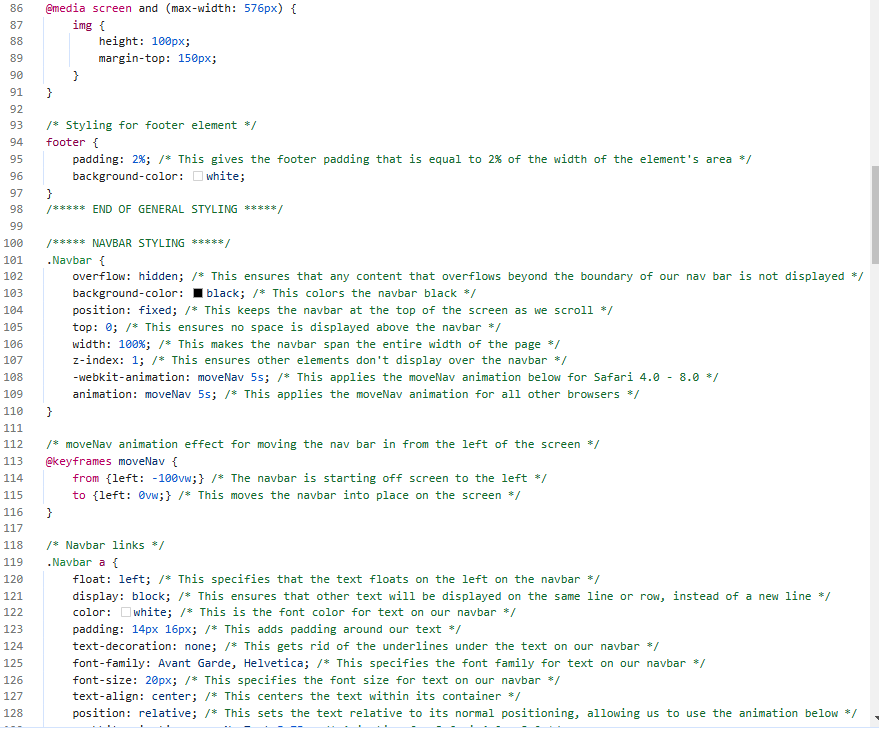 86 @media screen and (max-width: 576px) {
87 img {
88 height: 100px;
89 margin-top: 150px;
90 }
91 }
92
93 /* Styling for footer element */
94 footer {
95 padding: 2%; /* This gives the footer padding that is equal to 2% of the width of the element's area */
96 background-color: white;
97 }
98 /***** END OF GENERAL STYLING *****/
99
100 /***** NAVBAR STYLING *****/
101 .Navbar {
102 overflow: hidden; /* This ensures that any content that overflows beyond the boundary of our nav bar is not displayed */
103 background-color: black; /* This colors the navbar black */
104 position: fixed; /* This keeps the navbar at the top of the screen as we scroll */
105 top: 0; /* This ensures no space is displayed above the navbar */
106 width: 100%; /* This makes the navbar span the entire width of the page */
107 z-index: 1; /* This ensures other elements don't display over the navbar */
108 -webkit-animation: moveNav 5s; /* This applies the moveNav animation below for Safari 4.0 - 8.0 */
109 animation: moveNav 5s; /* This applies the moveNav animation for all other browsers */
110 }
111
112 /* moveNav animation effect for moving the nav bar in from the left of the screen */
113 @keyframes moveNav {
114 from {left: -100vw;} /* The navbar is starting off screen to the left */
115 to {left: 0vw;} /* This moves the navbar into place on the screen */
116 }
117
118 /* Navbar links */
119 .Navbar a {
120 float: left; /* This specifies that the text floats on the left on the navbar */
121 display: block; /* This ensures that other text will be displayed on the same line or row, instead of a new line */
122 color: white; /* This is the font color for text on our navbar */
123 padding: 14px 16px; /* This adds padding around our text */
124 text-decoration: none; /* This gets rid of the underlines under the text on our navbar */
125 font-family: Avant Garde, Helvetica; /* This specifies the font family for text on our navbar */
126 font-size: 20px; /* This specifies the font size for text on our navbar */
127 text-align: center; /* This centers the text within its container */
128 position: relative; /* This sets the text relative to its normal positioning, allowing us to use the animation below */